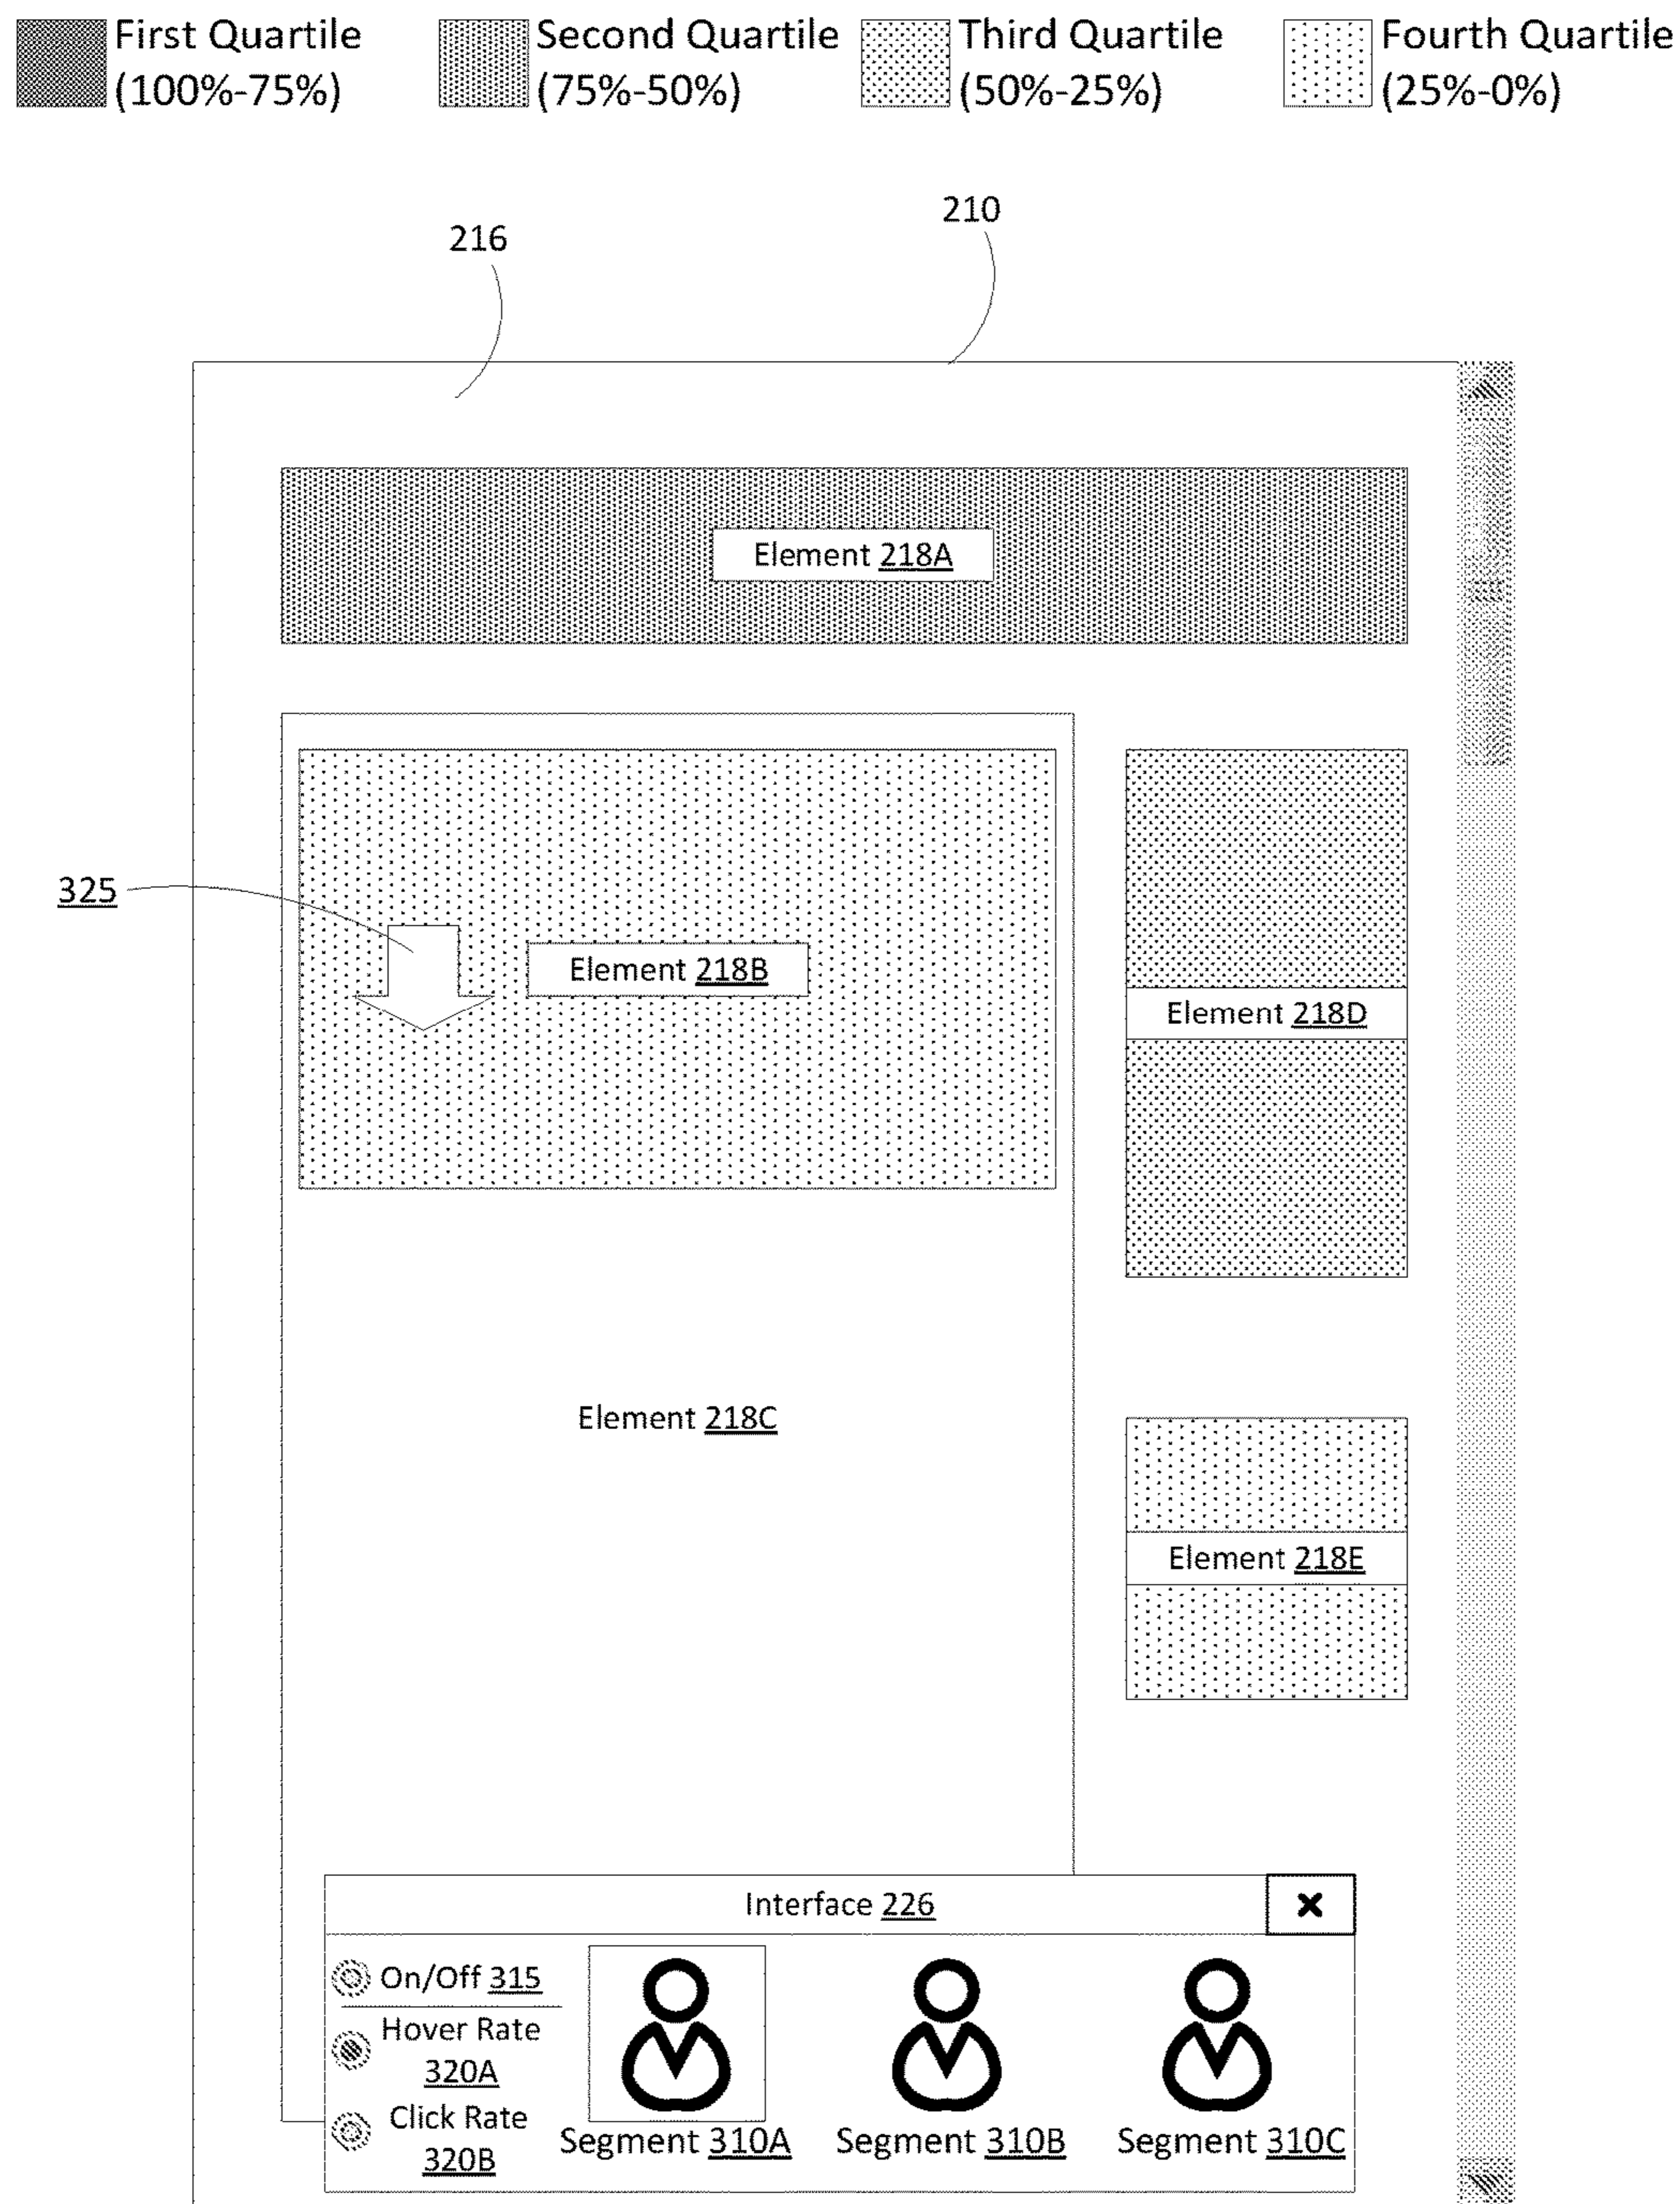 First Quartile
(100%-75%)
Second Quartile
(75%-50%)
Third Quartile
(50%-25%)
Fourth Quartile
(25%-0%)
216
210
Element 218A
325
Element 218B
Element 218D
Element 218C
Element 218E
Interface 226
On/Off 315
Hover Rate
320A
Click Rate
320B
Segment 310A
Segment 310B
Segment 310C